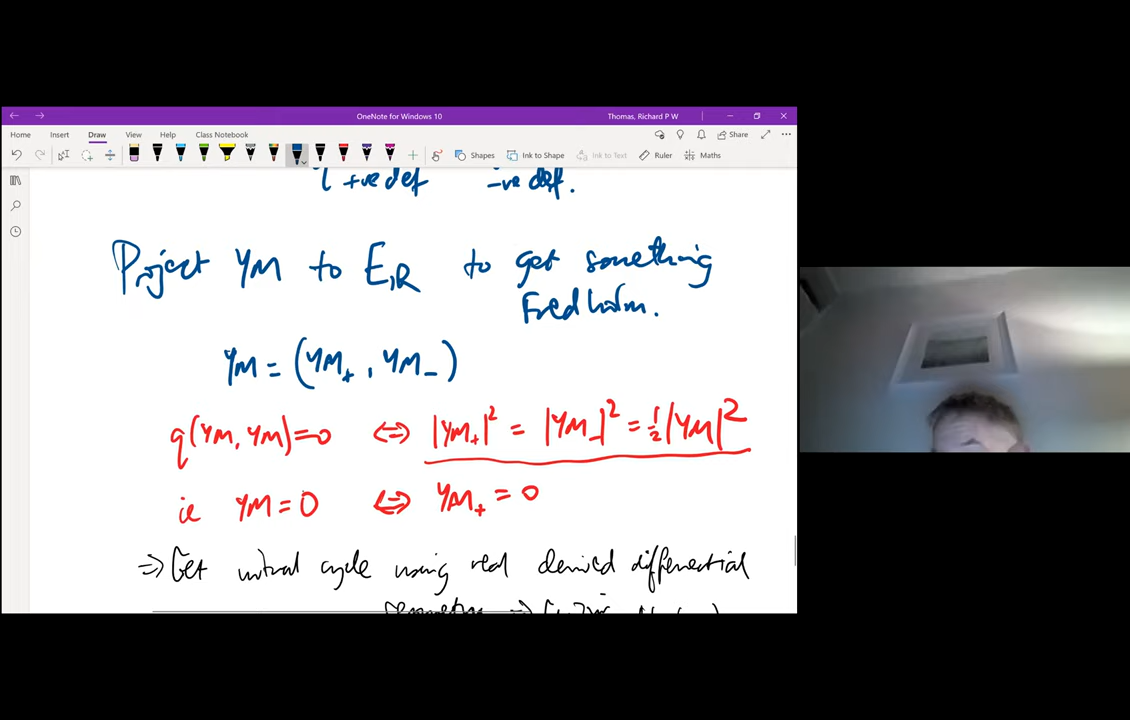 OneNote for Windows 10
Thomas, Richard P W
Home Insert Draw View Help Class Notebook
Share
Shapes Ink to Shape Ink to Text Ruler Maths
+ve def -ve def.
Project YM to E_ℝ to get something
Fredholm.
YM = (YM₊, YM₋)
q(YM, YM)=0 ⇔ |YM₊|² = |YM₋|² = ½|YM|²
ie YM = 0 ⇔ YM₊ = 0
⇒ Get virtual cycle using real derived differential
geometry ⇒